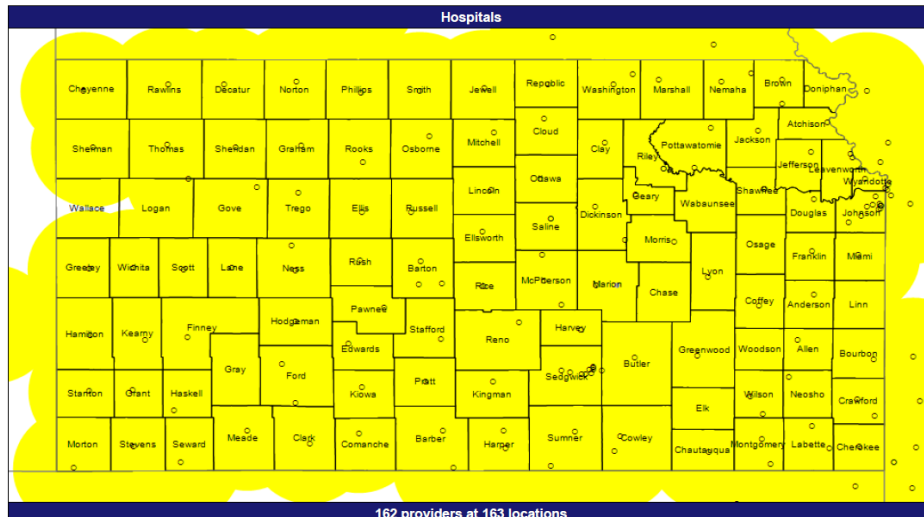 Hospitals
Cheyenne Rawlins Decatur Norton Phillips Smith Jewell Republic Washington Marshall Nemaha Brown Doniphan
Atchison
Sherman Thomas Sheridan Graham Rooks Osborne Mitchell Cloud Clay Riley Pottawatomie Jackson Jefferson Leavenworth
Wyandotte
Wallace Logan Gove Trego Ellis Russell Lincoln Ottawa Dickinson Geary Wabaunsee Shawnee Douglas Johnson
Ellsworth Saline Morris Osage
Greeley Wichita Scott Lane Ness Rush Barton Rice McPherson Marion Chase Lyon Franklin Miami
Coffey Anderson Linn
Hamilton Kearny Finney Hodgeman Pawnee Stafford Reno Harvey
Gray Ford Edwards Sedgwick Butler Greenwood Woodson Allen Bourbon
Stanton Grant Haskell Kiowa Pratt Kingman Elk Wilson Neosho Crawford
Morton Stevens Seward Meade Clark Comanche Barber Harper Sumner Cowley Chautauqua Montgomery Labette Cherokee
162 providers at 163 locations